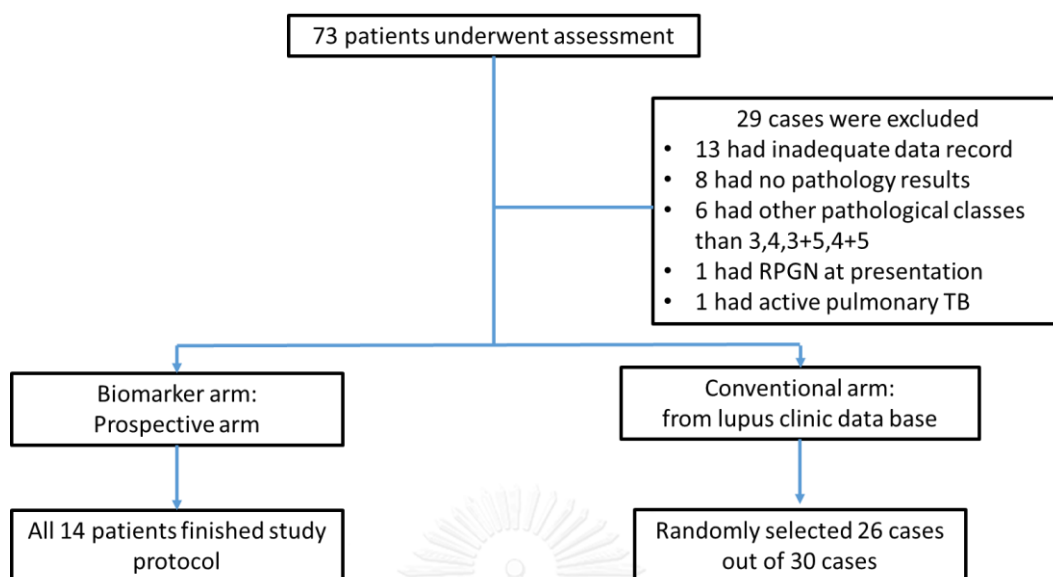 73 patients underwent assessment
29 cases were excluded
• 13 had inadequate data record
• 8 had no pathology results
• 6 had other pathological classes
than 3,4,3+5,4+5
• 1 had RPGN at presentation
• 1 had active pulmonary TB
Biomarker arm:
Prospective arm
Conventional arm:
from lupus clinic data base
All 14 patients finished study
protocol
Randomly selected 26 cases
out of 30 cases